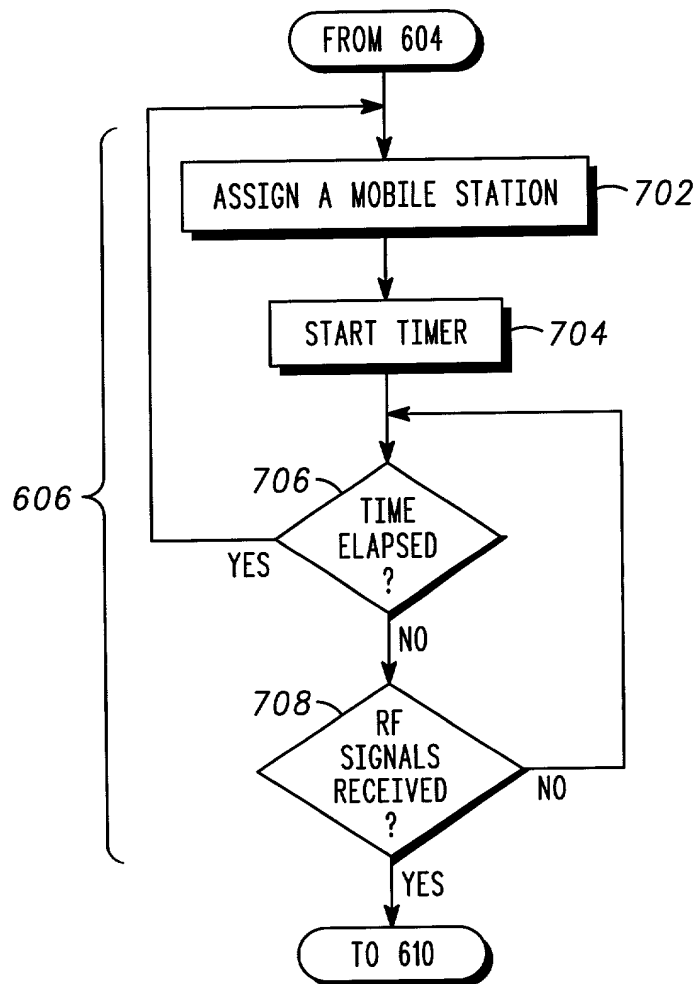 FROM 604
ASSIGN A MOBILE STATION
702
START TIMER
704
706
TIME
ELAPSED
?
YES
NO
606
708
RF
SIGNALS
RECEIVED
?
NO
YES
TO 610